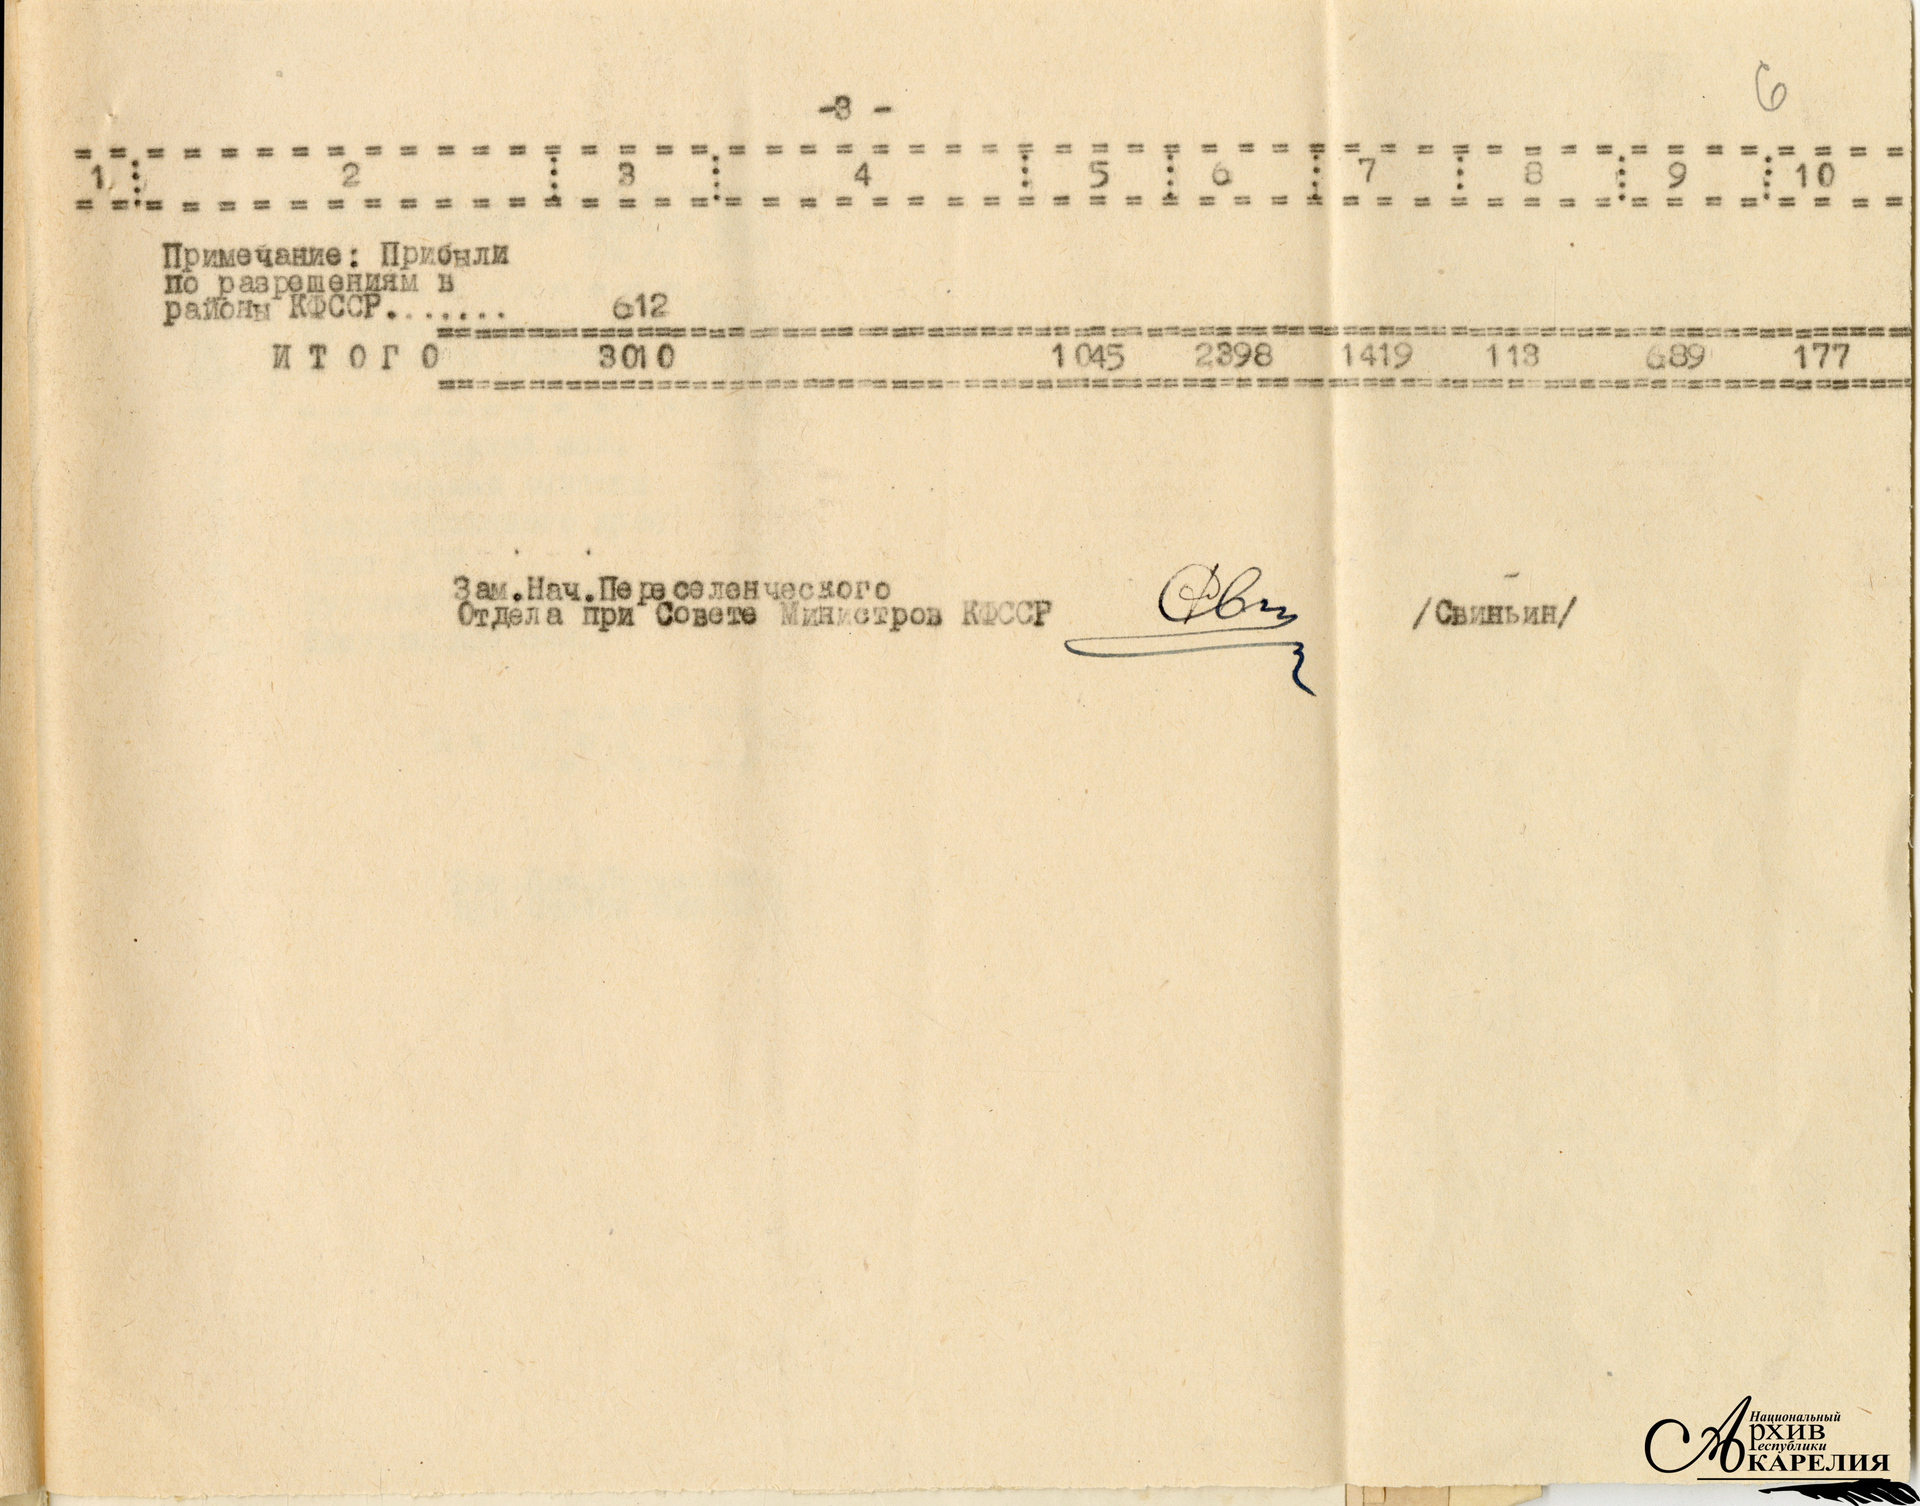 6
-3 -
1 2 3 4 5 6 7 8 9 10
Примечание: Прибыли
по разрешениям в
районы КФССР....... 612
И Т О Г О 3010 1045 2398 1419 113 689 177
Зам.Нач.Переселенческого
Отдела при Совете Министров КФССР /Свиньин/
Национальный
Архив
Республики
Карелия